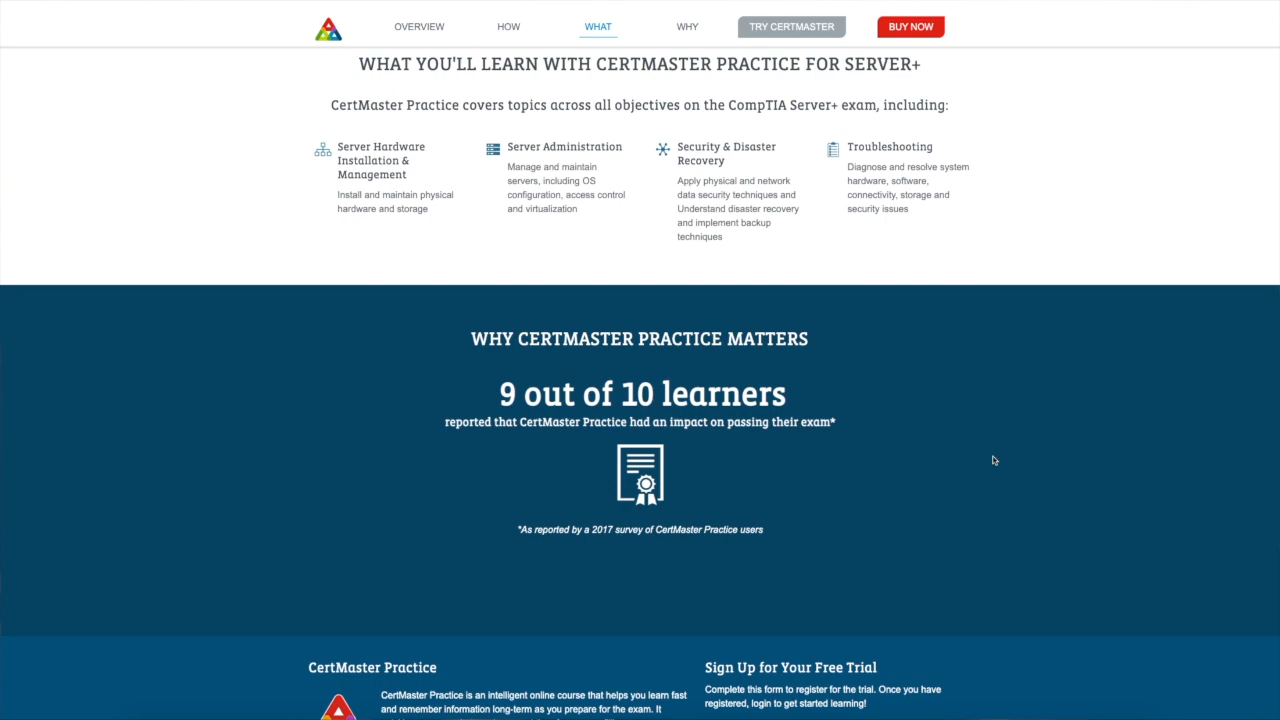 OVERVIEW
HOW
WHAT
WHY
TRY CERTMASTER
BUY NOW
WHAT YOU'LL LEARN WITH CERTMASTER PRACTICE FOR SERVER+
CertMaster Practice covers topics across all objectives on the CompTIA Server+ exam, including:
Server Hardware
Installation &
Management
Install and maintain physical
hardware and storage
Server Administration
Manage and maintain
servers, including OS
configuration, access control
and virtualization
Security & Disaster
Recovery
Apply physical and network
data security techniques and
Understand disaster recovery
and implement backup
techniques
Troubleshooting
Diagnose and resolve system
hardware, software,
connectivity, storage and
security issues
WHY CERTMASTER PRACTICE MATTERS
9 out of 10 learners
reported that CertMaster Practice had an impact on passing their exam*
*As reported by a 2017 survey of CertMaster Practice users
CertMaster Practice
CertMaster Practice is an intelligent online course that helps you learn fast
and remember information long-term as you prepare for the exam. It
Sign Up for Your Free Trial
Complete this form to register for the trial. Once you have
registered, login to get started learning!